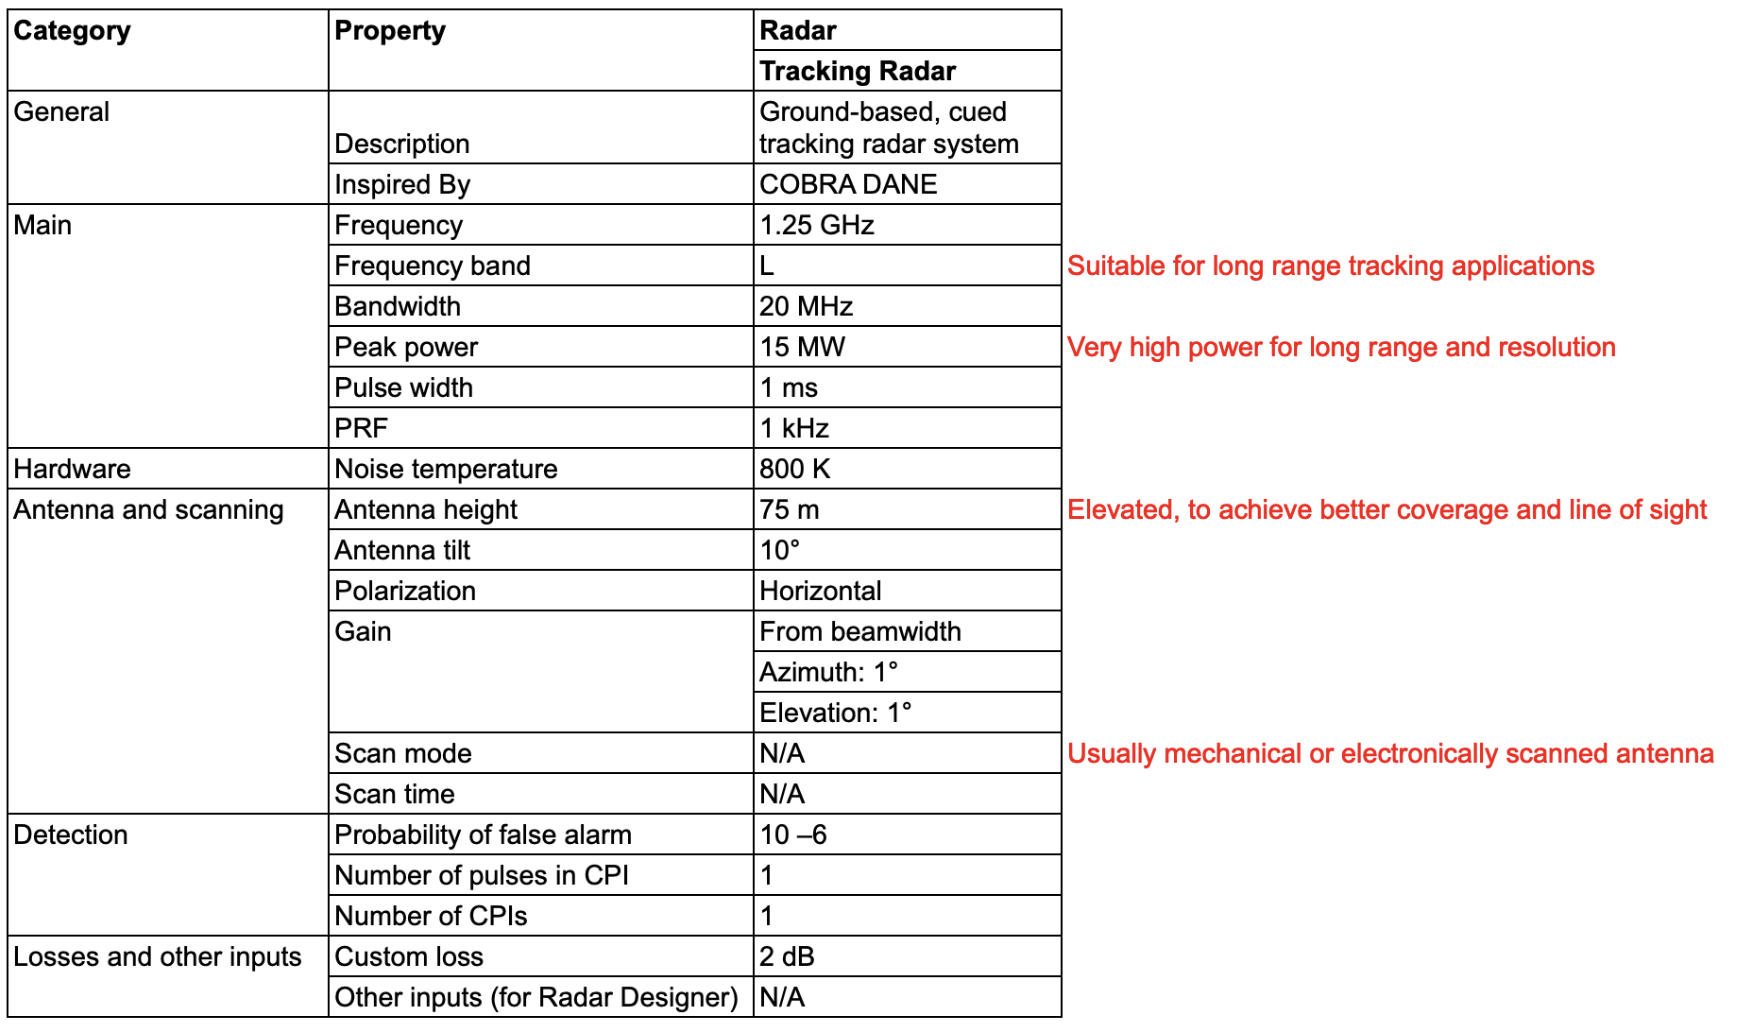 Category Property Radar
Tracking Radar
General Description Ground-based, cued
tracking radar system
Inspired By COBRA DANE
Main Frequency 1.25 GHz
Frequency band L Suitable for long range tracking applications
Bandwidth 20 MHz
Peak power 15 MW Very high power for long range and resolution
Pulse width 1 ms
PRF 1 kHz
Hardware Noise temperature 800 K
Antenna and scanning Antenna height 75 m Elevated, to achieve better coverage and line of sight
Antenna tilt 10°
Polarization Horizontal
Gain From beamwidth
Azimuth: 1°
Elevation: 1°
Scan mode N/A Usually mechanical or electronically scanned antenna
Scan time N/A
Detection Probability of false alarm 10 –6
Number of pulses in CPI 1
Number of CPIs 1
Losses and other inputs Custom loss 2 dB
Other inputs (for Radar Designer) N/A